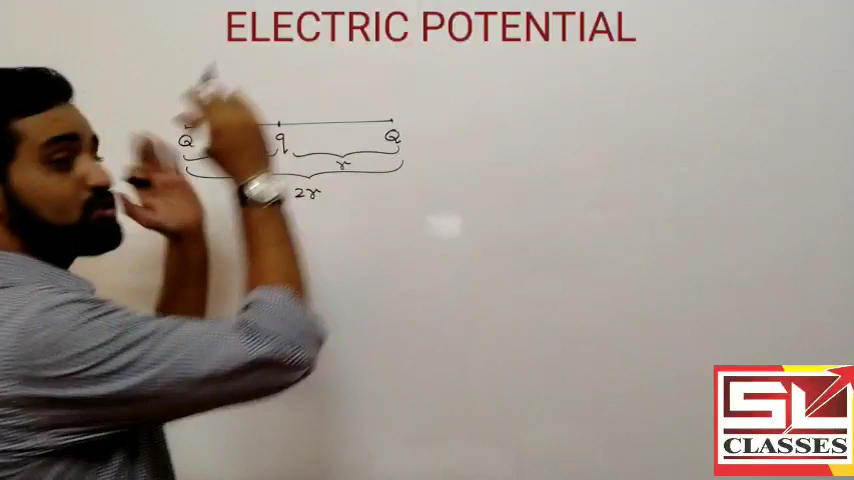 ELECTRIC POTENTIAL
Q q Q
r
2r
SL
CLASSES